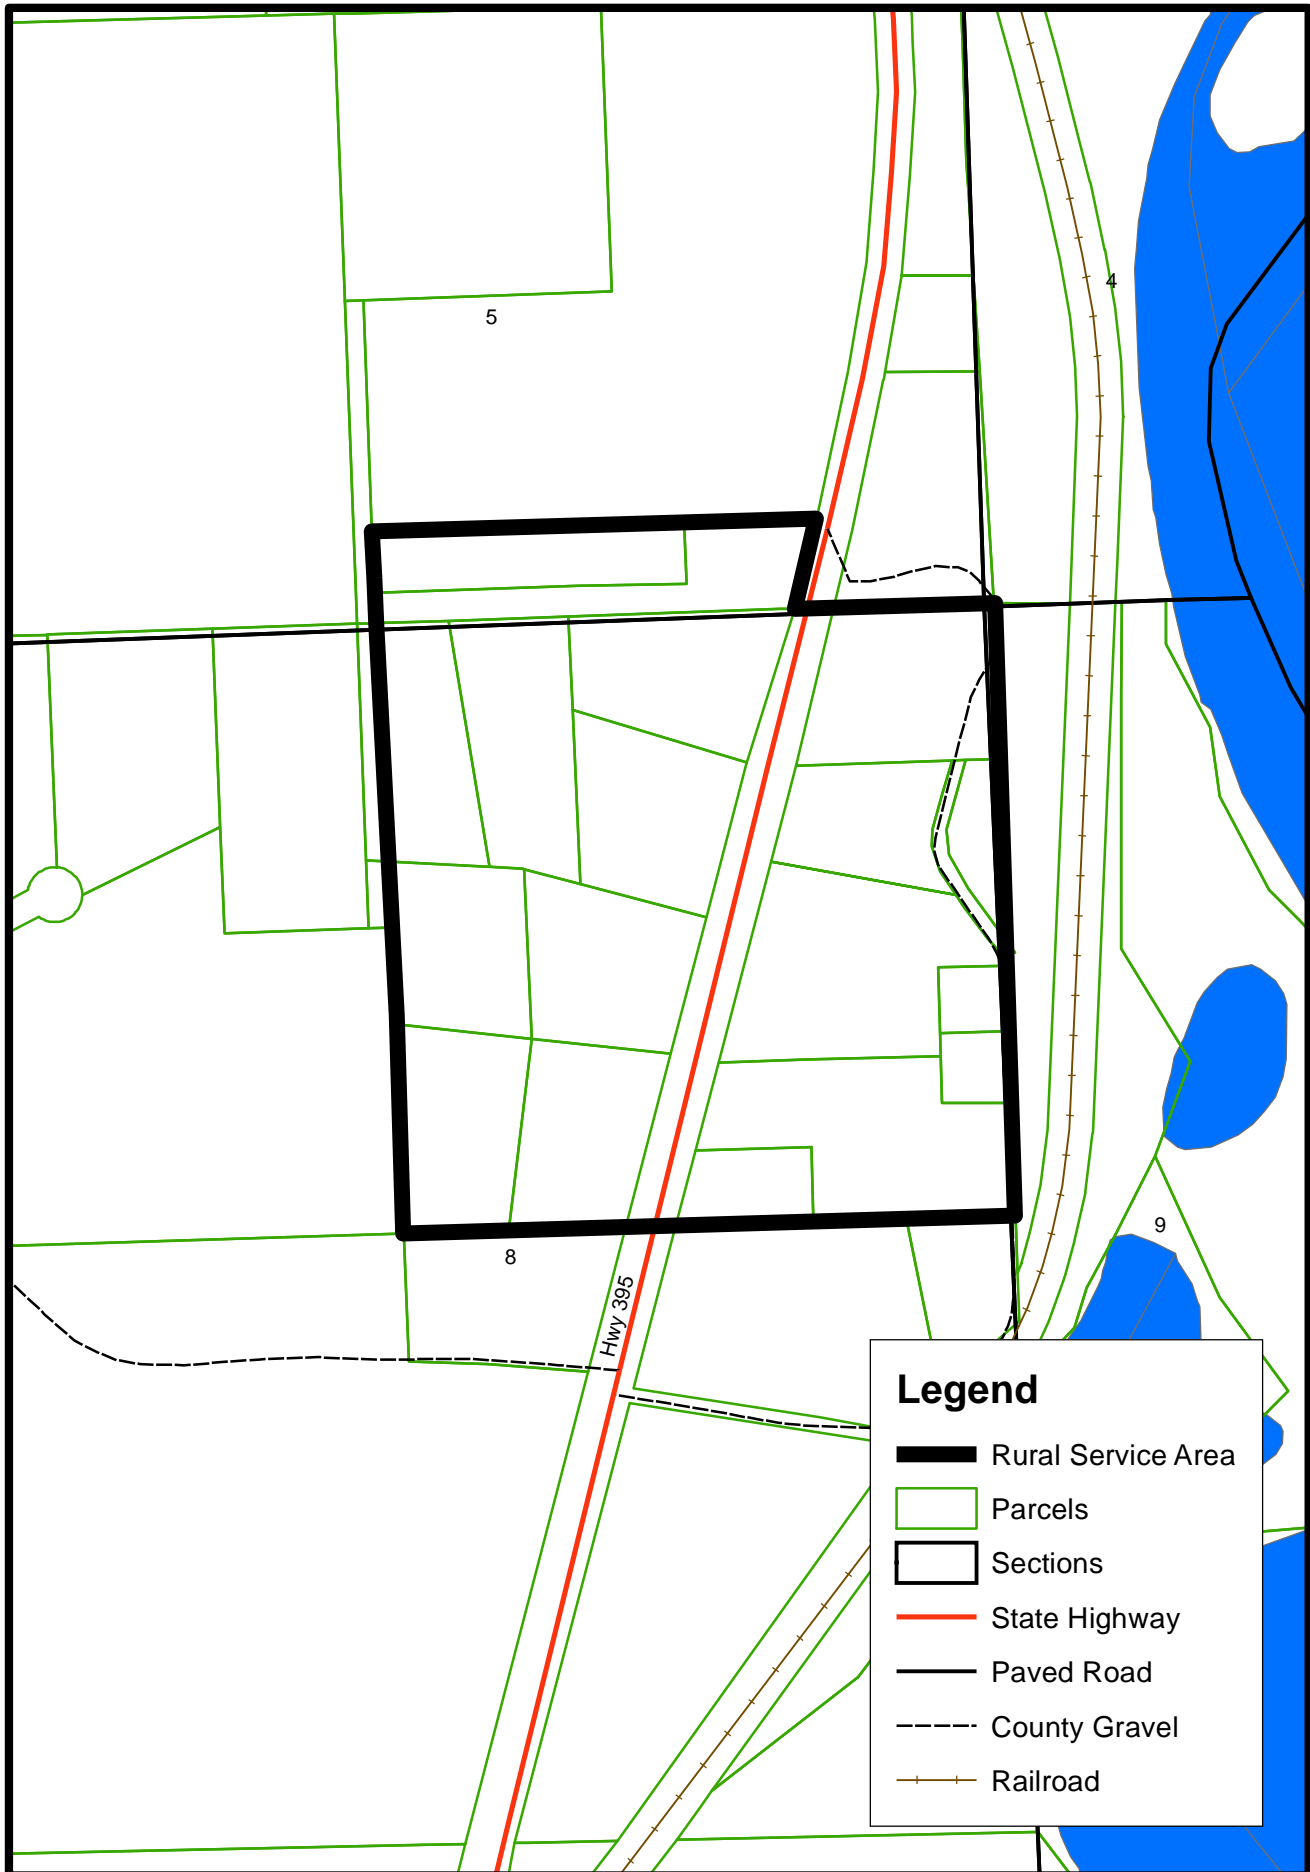 4
5
9
8
Hwy 395
Legend
Rural Service Area
Parcels
Sections
State Highway
Paved Road
County Gravel
Railroad